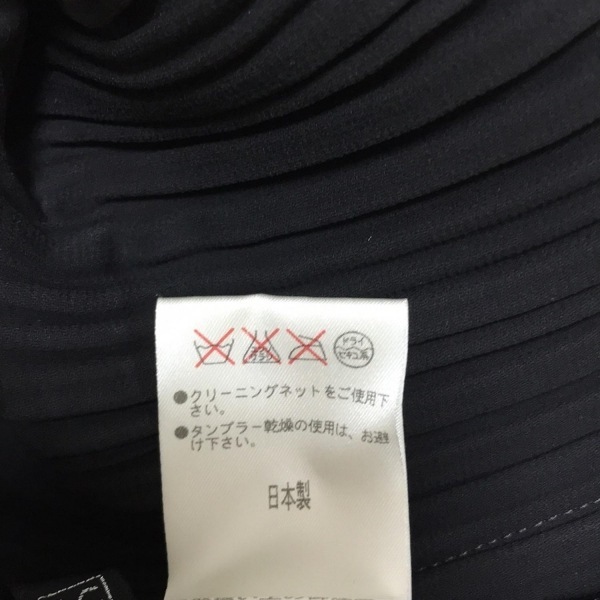 ドライ
セキユ系
●クリーニングネットをご使用下
さい。
●タンブラー乾燥の使用は、お避
け下さい。
日本製